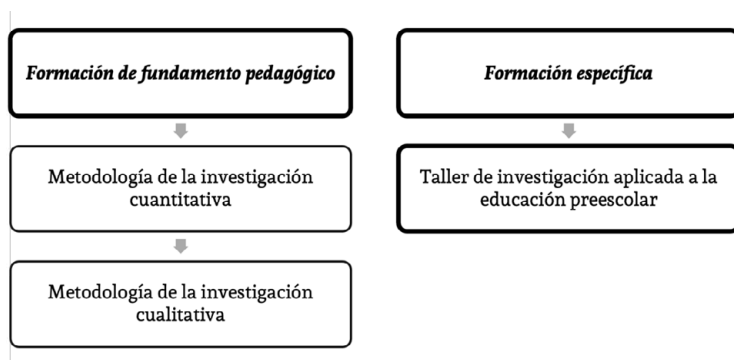 Formación de fundamento pedagógico
Metodología de la investigación
cuantitativa
Metodología de la investigación
cualitativa
Formación específica
Taller de investigación aplicada a la
educación preescolar